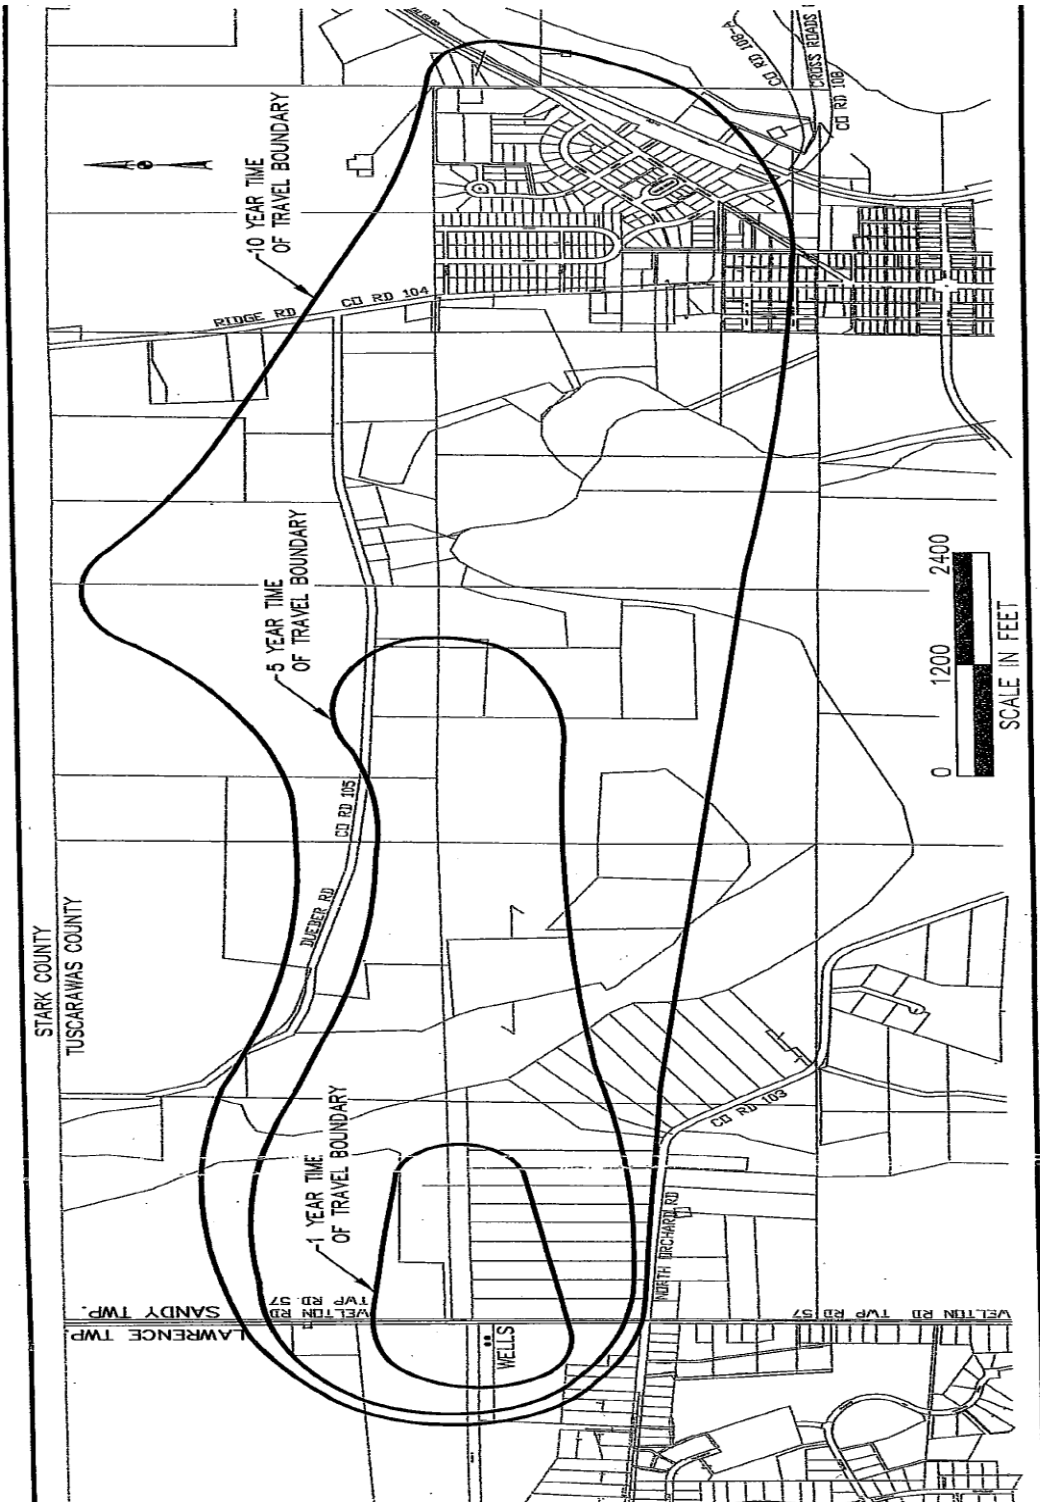 CO RD 108-A
CROSS ROADS
CO RD 108
-10 YEAR TIME
OF TRAVEL BOUNDARY
RIDGE RD
CO RD 104
-5 YEAR TIME
OF TRAVEL BOUNDARY
0 1200 2400
SCALE IN FEET
CO RD 105
DUEBER RD
STARK COUNTY
TUSCARAWAS COUNTY
-1 YEAR TIME
OF TRAVEL BOUNDARY
CO RD 103
NORTH ORCHARD RD
SANDY TWP.
LAWRENCE TWP.
WELTON RD
TWP RD 57
WELTON RD TWP RD 57
WELLS